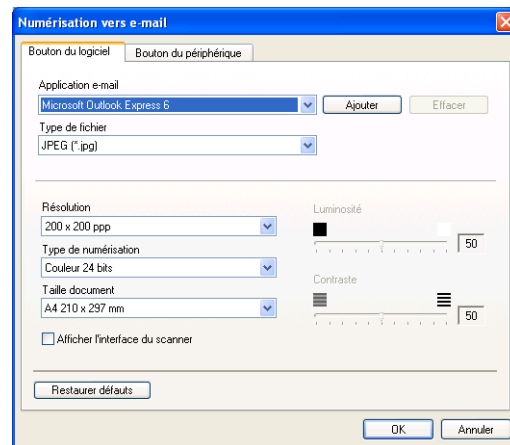 Numérisation vers e-mail
Bouton du logiciel Bouton du périphérique
Application e-mail
Microsoft Outlook Express 6 Ajouter Effacer
Type de fichier
JPEG (*.jpg)
Résolution Luminosité
200 x 200 ppp
Type de numérisation 50
Couleur 24 bits
Taille document Contraste
A4 210 x 297 mm
50
Afficher l'interface du scanner
Restaurer défauts
OK Annuler